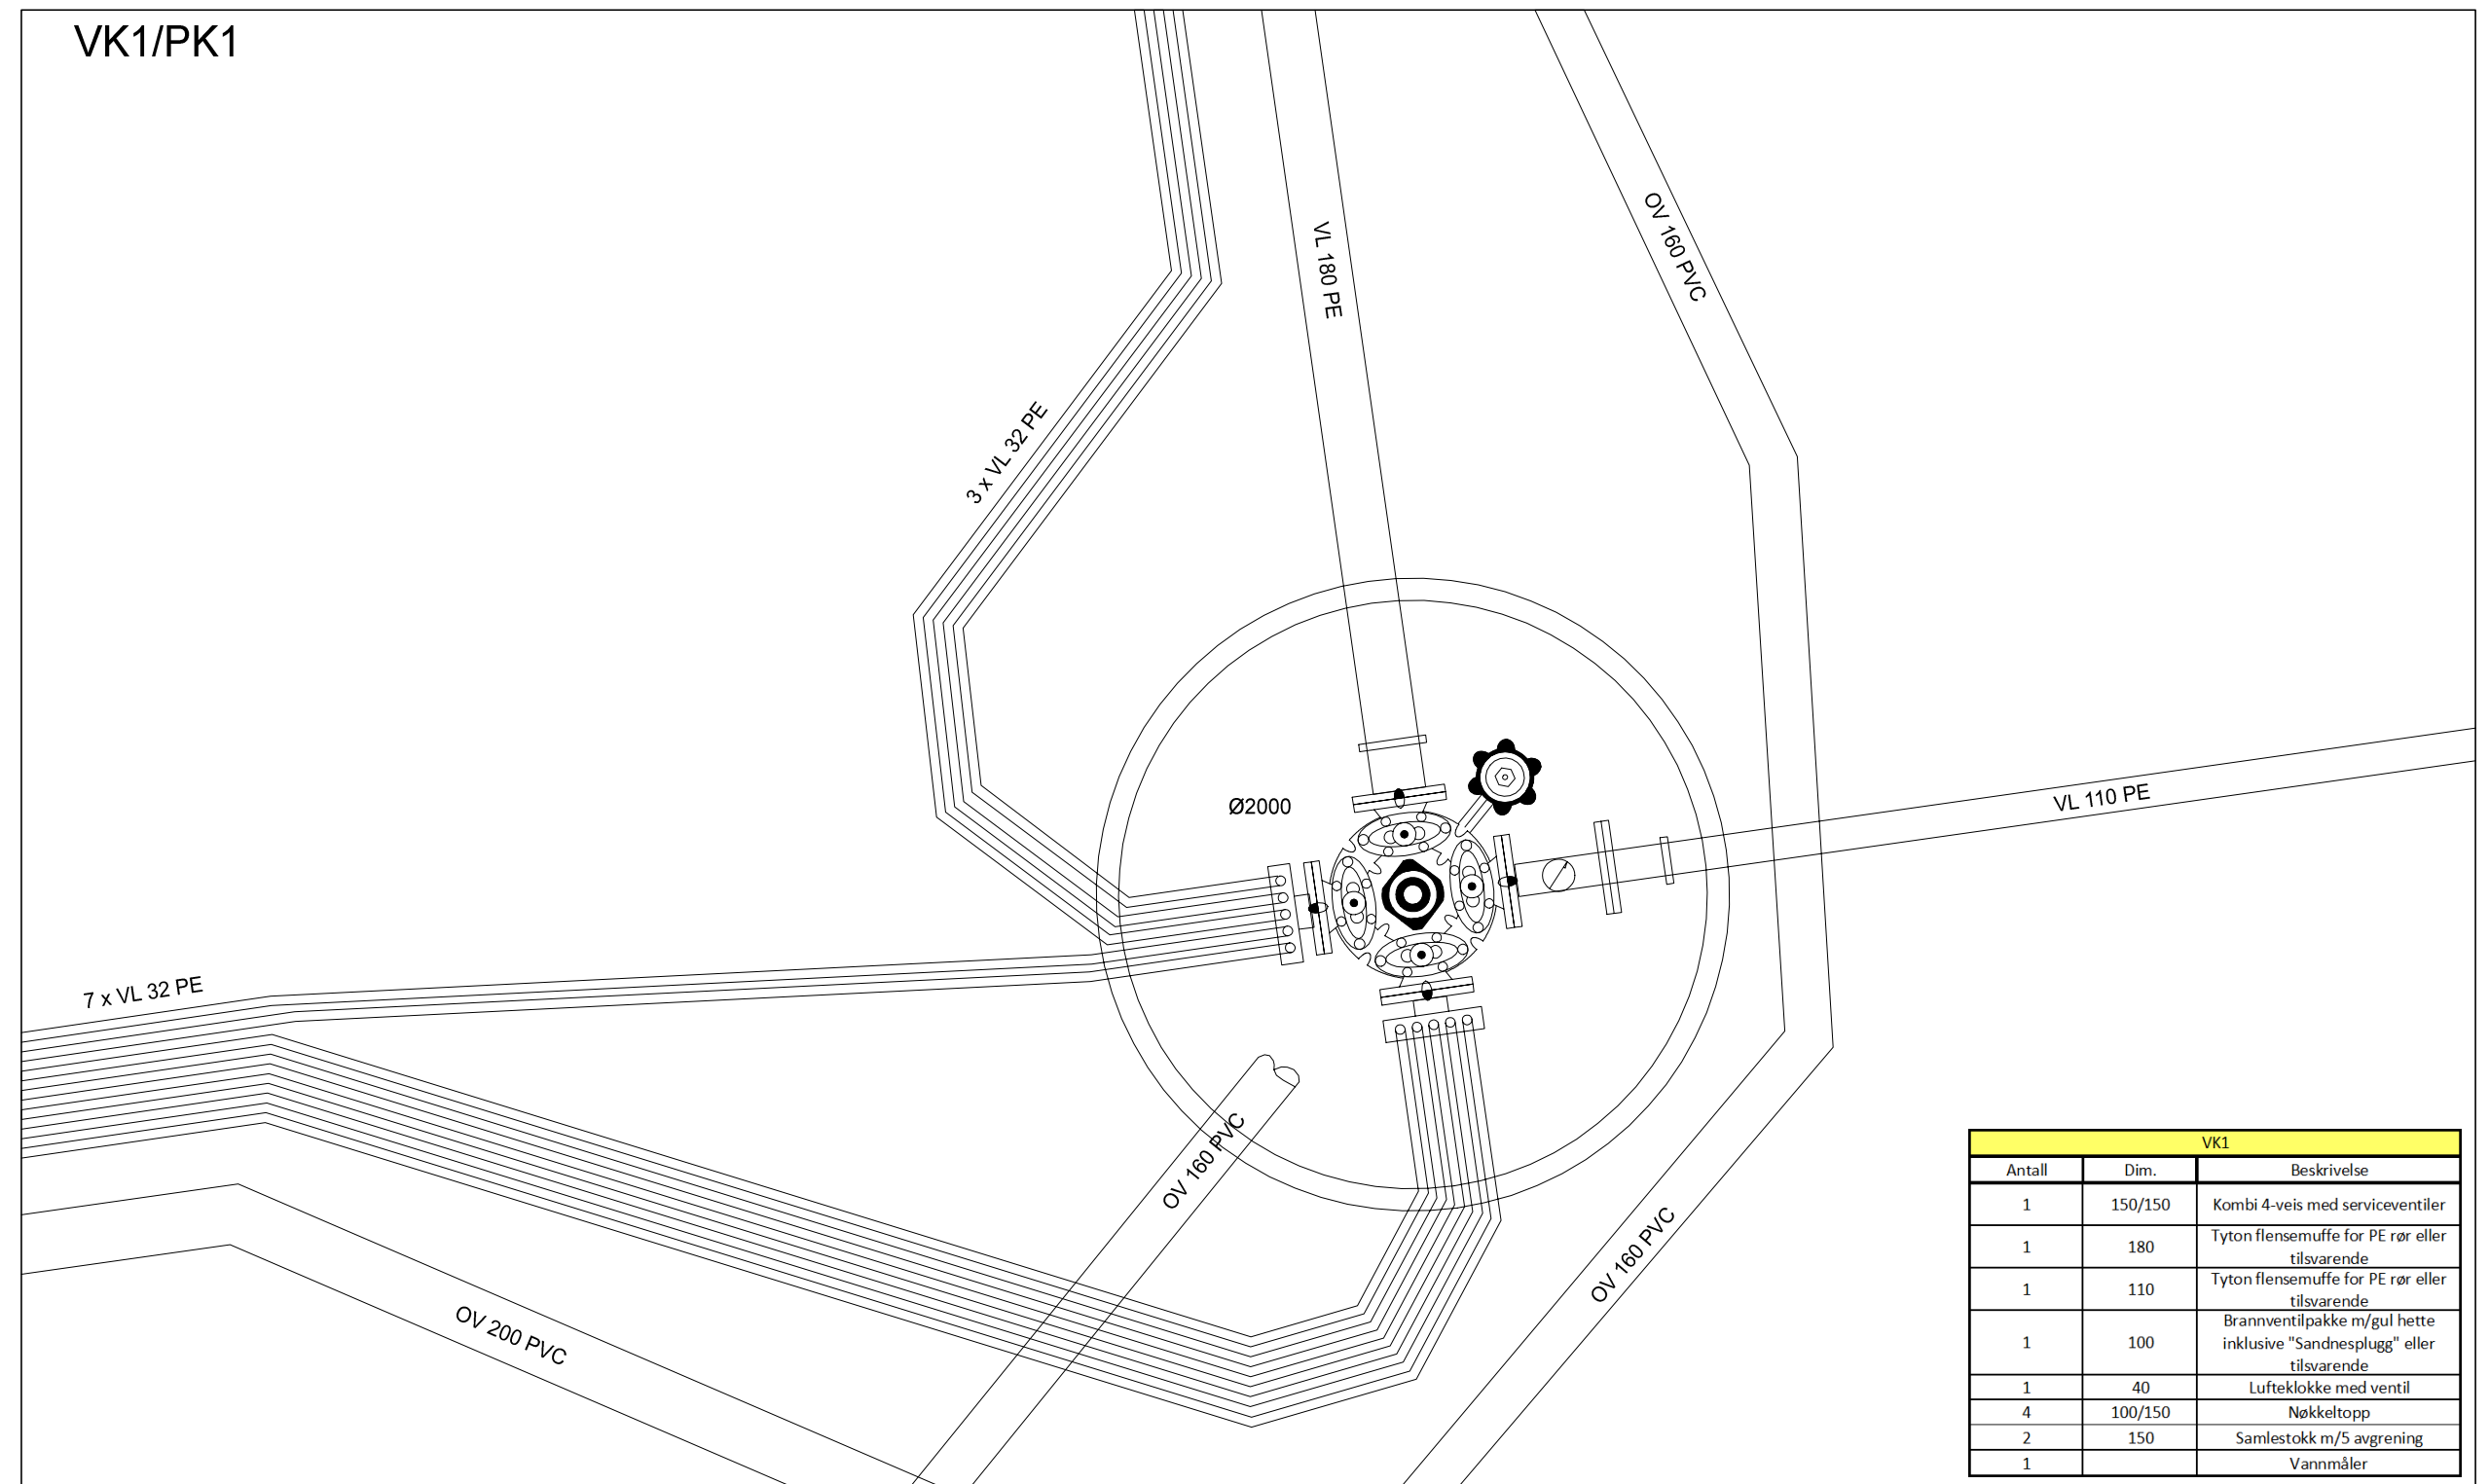 VK1/PK1
VL 180 PE
OV 160 PVC
3 x VL 32 PE
Ø2000
VL 110 PE
7 x VL 32 PE
OV 160 PVC
OV 160 PVC
OV 200 PVC
VK1
Antall Dim. Beskrivelse
1 150/150 Kombi 4-veis med serviceventiler
1 180 Tyton flensemuffe for PE rør eller
tilsvarende
1 110 Tyton flensemuffe for PE rør eller
tilsvarende
1 100 Brannventilpakke m/gul hette
inklusive "Sandnesplugg" eller
tilsvarende
1 40 Lufteklokke med ventil
4 100/150 Nøkkeltopp
2 150 Samlestokk m/5 avgrening
1 Vannmåler